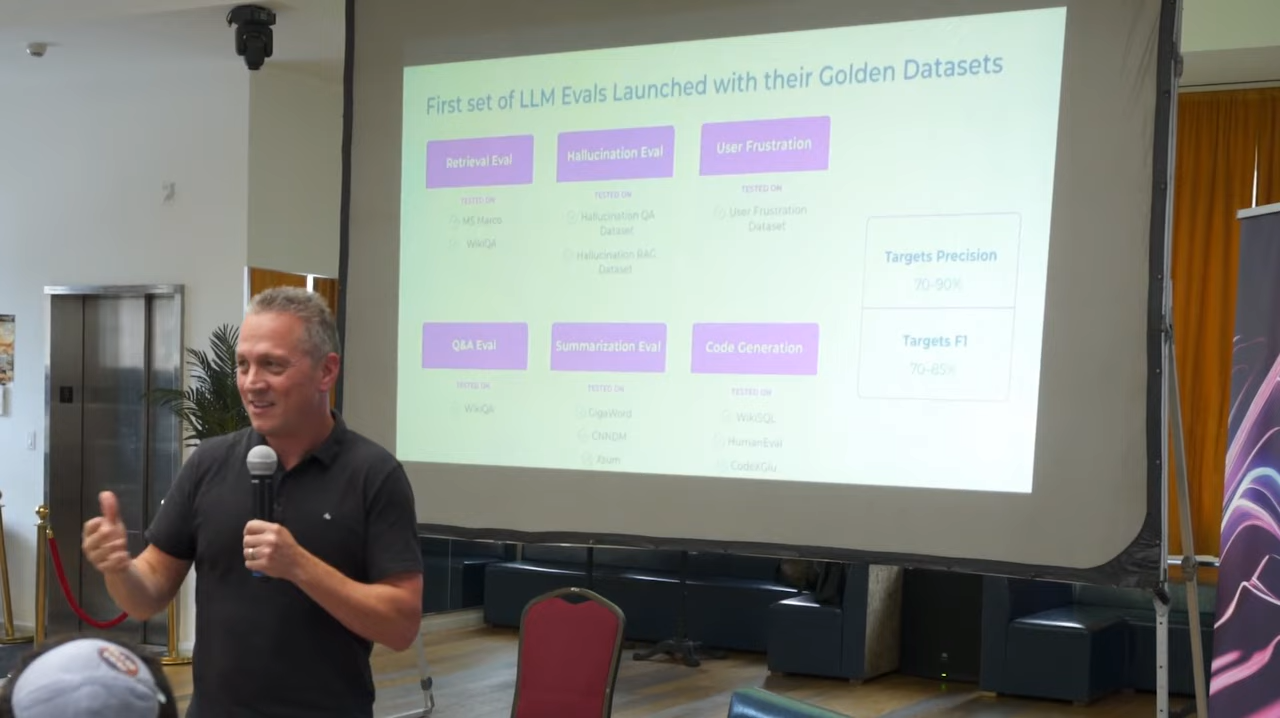 First set of LLM Evals Launched with their Golden Datasets
Retrieval Eval
TESTED ON
MS Marco
WikiQA
Hallucination Eval
TESTED ON
Hallucination QA
Dataset
Hallucination RAG
Dataset
User Frustration
TESTED ON
User Frustration
Dataset
Targets Precision
70-90%
Targets F1
70-85%
Q&A Eval
TESTED ON
WikiQA
Summarization Eval
TESTED ON
GigaWord
CNNDM
Xsum
Code Generation
TESTED ON
WikiSQL
HumanEval
CodeXGlu